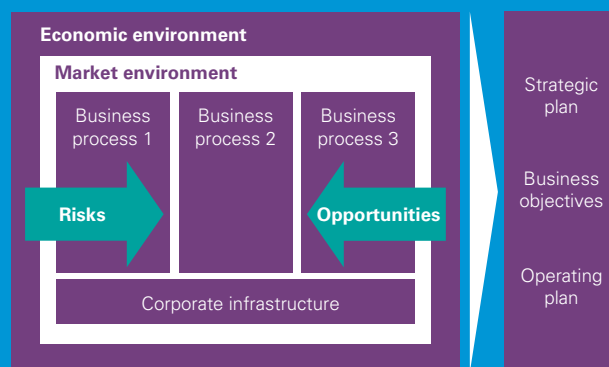 Economic environment
Market environment
Business
process 1
Business
process 2
Business
process 3
Risks
Opportunities
Corporate infrastructure
Strategic
plan
Business
objectives
Operating
plan